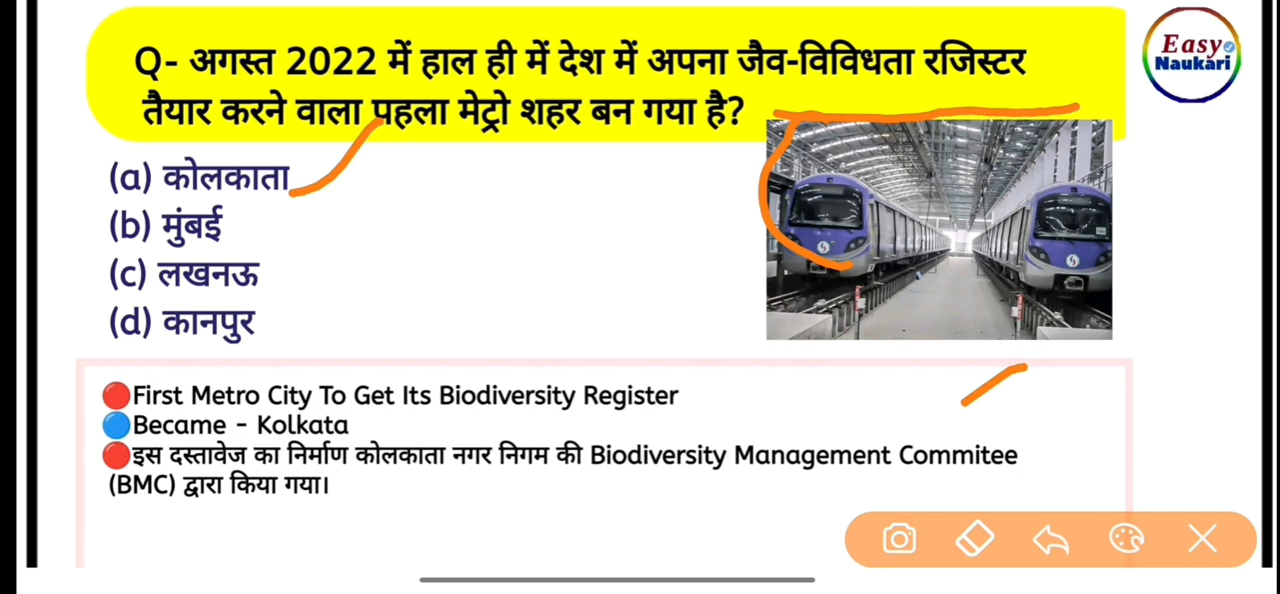 Q- अगस्त 2022 में हाल ही में देश में अपना जैव-विविधता रजिस्टर
तैयार करने वाला पहला मेट्रो शहर बन गया है?
Easy
Naukari
(a) कोलकाता
(b) मुंबई
(c) लखनऊ
(d) कानपुर
First Metro City To Get Its Biodiversity Register
Became - Kolkata
इस दस्तावेज का निर्माण कोलकाता नगर निगम की Biodiversity Management Commitee
(BMC) द्वारा किया गया।